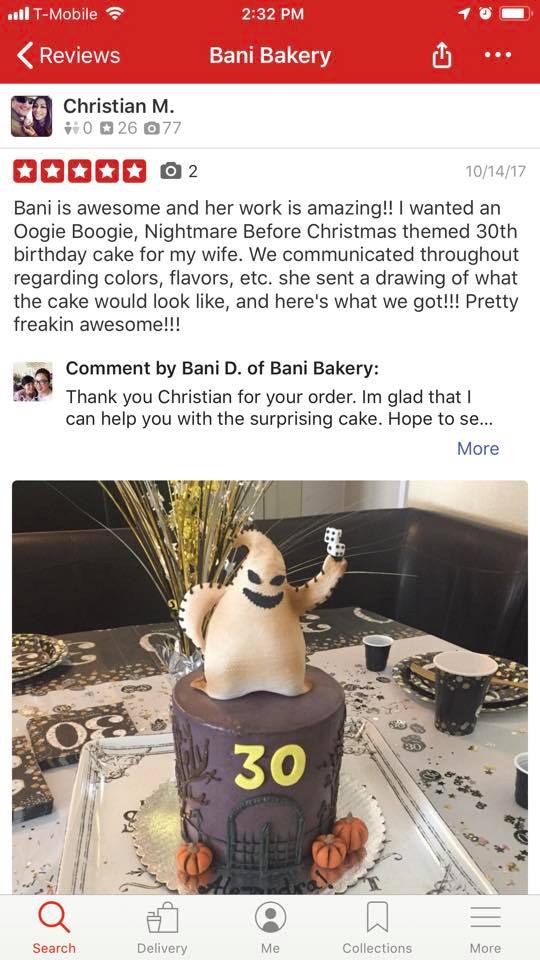 T-Mobile 2:32 PM
Reviews Bani Bakery
Christian M.
0 26 77
2 10/14/17
Bani is awesome and her work is amazing!! I wanted an
Oogie Boogie, Nightmare Before Christmas themed 30th
birthday cake for my wife. We communicated throughout
regarding colors, flavors, etc. she sent a drawing of what
the cake would look like, and here's what we got!!! Pretty
freakin awesome!!!
Comment by Bani D. of Bani Bakery:
Thank you Christian for your order. Im glad that I
can help you with the surprising cake. Hope to se...
More
30
30
Search Delivery Me Collections More